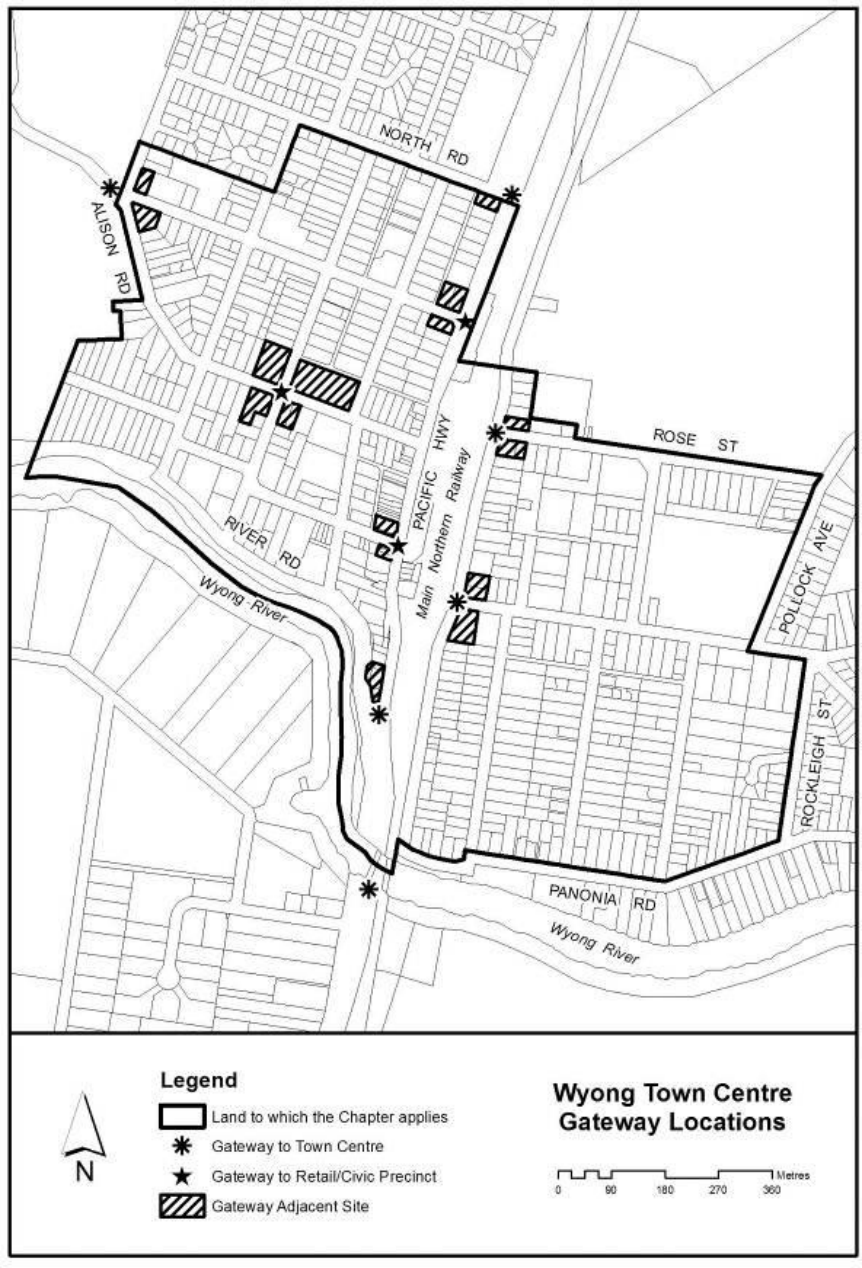 NORTH RD
ALISON RD
PACIFIC HWY
ROSE ST
Main Northern Railway
POLLOCK AVE
RIVER RD
Wyong River
ROCKLEIGH ST
PANONIA RD
Wyong River
Legend
Land to which the Chapter applies
Gateway to Town Centre
Gateway to Retail/Civic Precinct
Gateway Adjacent Site
N
Wyong Town Centre
Gateway Locations
Metres
0 90 180 270 360